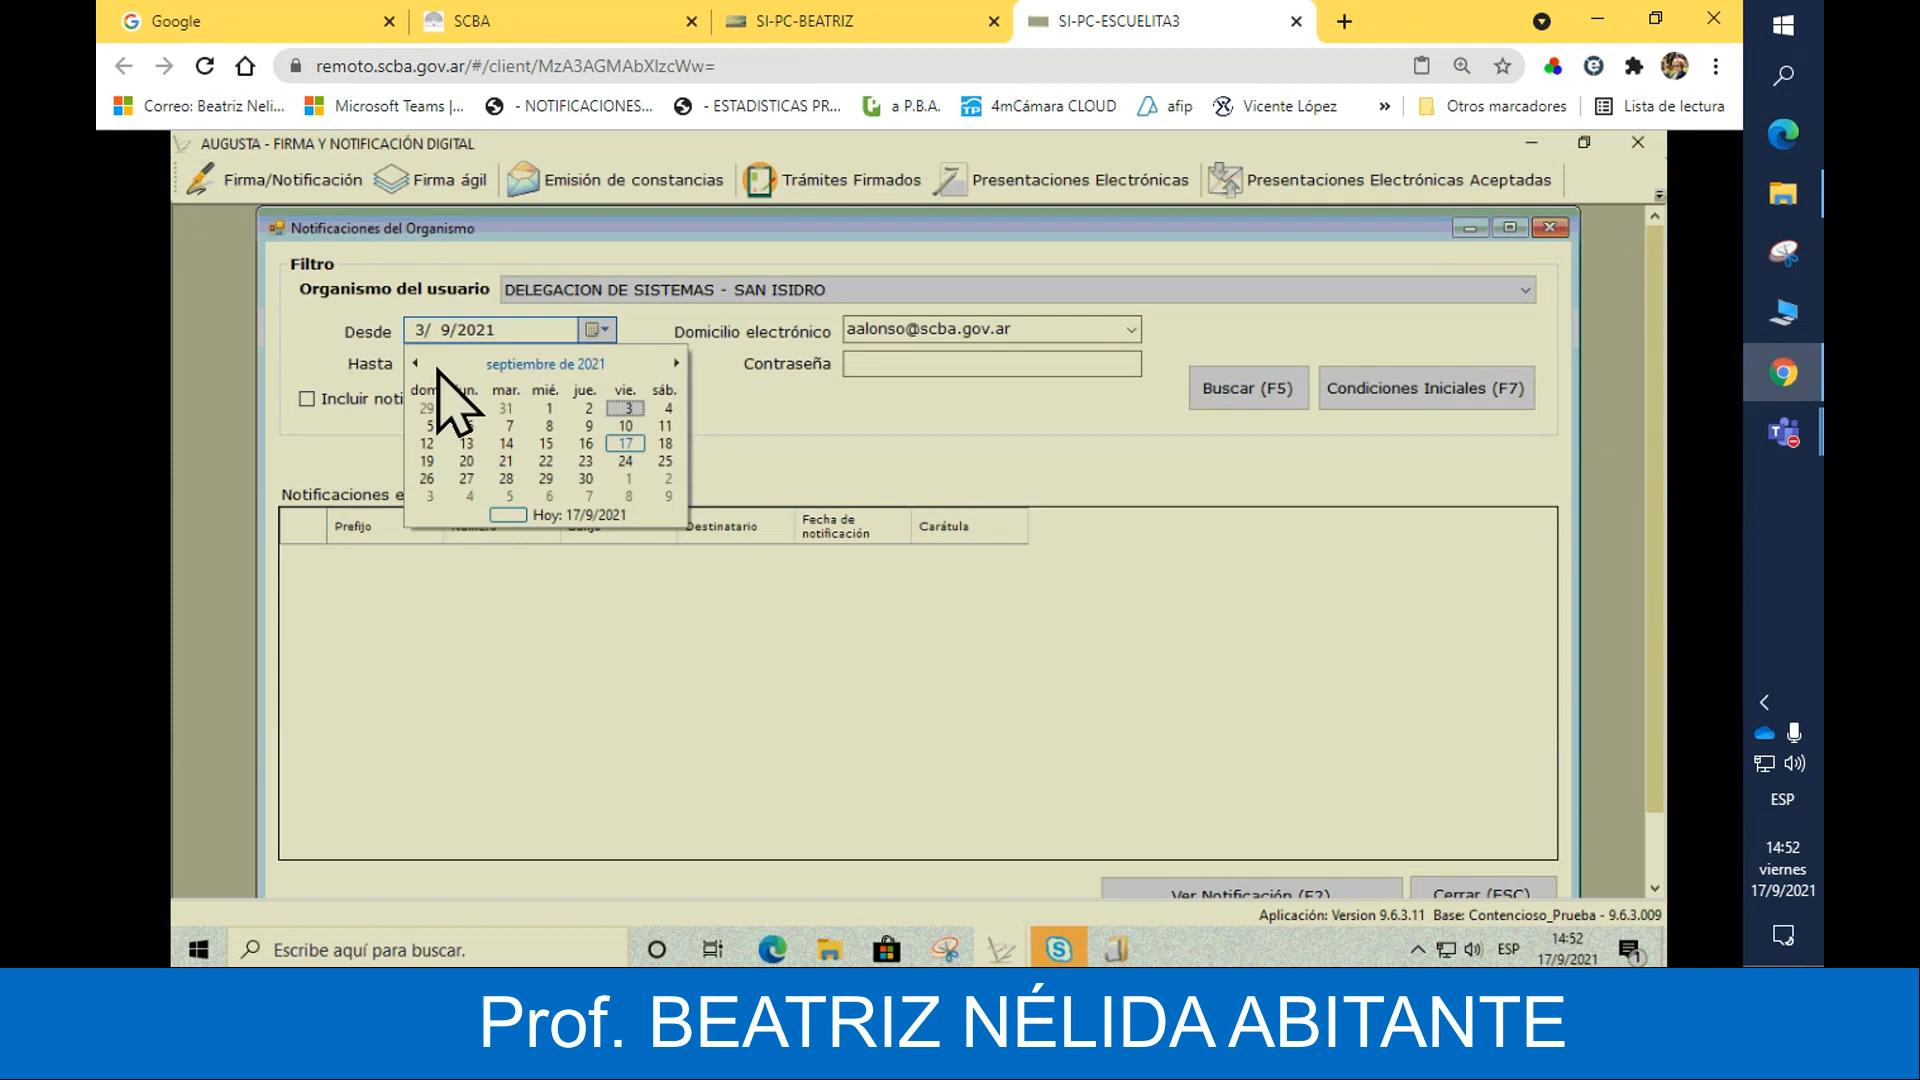 Google
SCBA
SI-PC-BEATRIZ
SI-PC-ESCUELITA3
remoto.scba.gov.ar/#/client/MzA3AGMAbXlzcWw=
Correo: Beatriz Neli...
Microsoft Teams |...
- NOTIFICACIONES...
- ESTADISTICAS PR...
a P.B.A.
4mCámara CLOUD
afip
Vicente López
»
Otros marcadores
Lista de lectura
AUGUSTA - FIRMA Y NOTIFICACIÓN DIGITAL
Firma/Notificación
Firma ágil
Emisión de constancias
Trámites Firmados
Presentaciones Electrónicas
Presentaciones Electrónicas Aceptadas
Notificaciones del Organismo
Filtro
Organismo del usuario DELEGACION DE SISTEMAS - SAN ISIDRO
Desde 3/ 9/2021 Domicilio electrónico aalonso@scba.gov.ar
Hasta septiembre de 2021 Contraseña
dom lun. mar. mié. jue. vie. sáb.
Incluir noti 29 31 1 2 3 4
Buscar (F5) Condiciones Iniciales (F7)
5 6 7 8 9 10 11
12 13 14 15 16 17 18
19 20 21 22 23 24 25
26 27 28 29 30 1 2
Notificaciones e 3 4 5 6 7 8 9
Hoy: 17/9/2021
Prefijo Destinatario Fecha de notificación Carátula
Ver Notificación (F2) Cerrar (ESC)
Aplicación: Version 9.6.3.11 Base: Contencioso_Prueba - 9.6.3.009
Escribe aquí para buscar.
ESP
14:52
17/9/2021
1
ESP
14:52
viernes
17/9/2021
Prof. BEATRIZ NÉLIDA ABITANTE